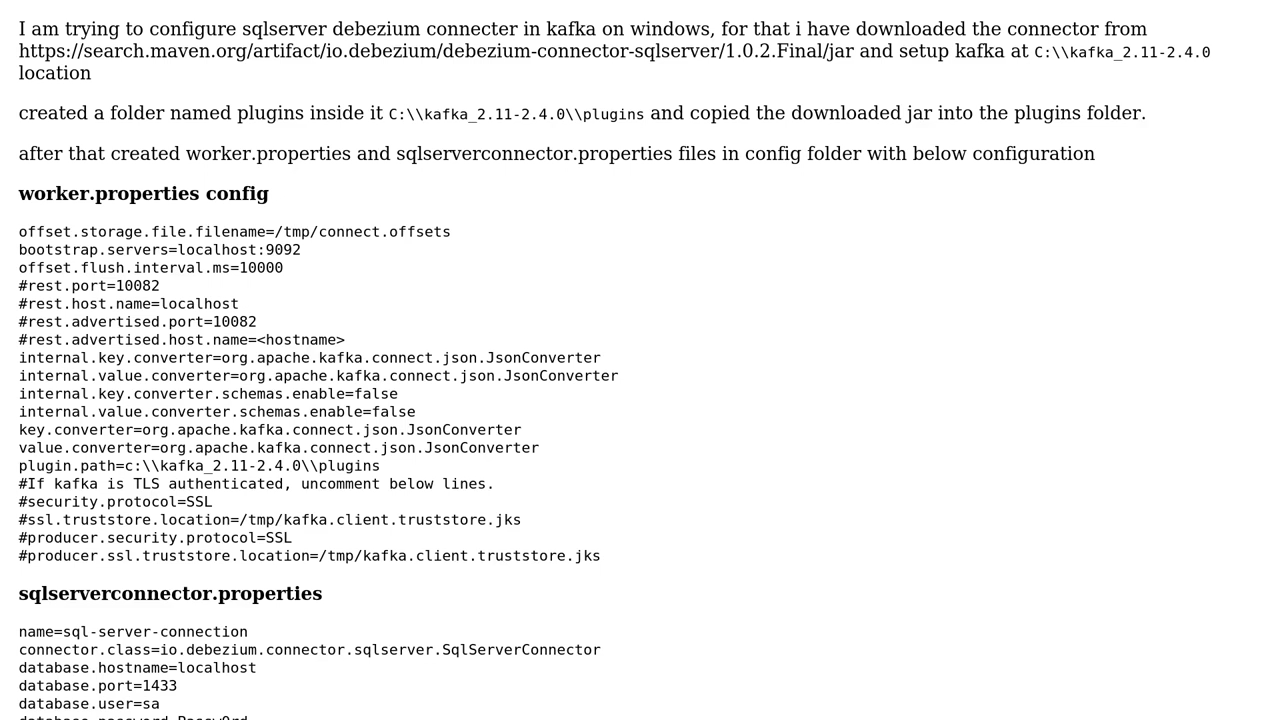 I am trying to configure sqlserver debezium connecter in kafka on windows, for that i have downloaded the connector from
https://search.maven.org/artifact/io.debezium/debezium-connector-sqlserver/1.0.2.Final/jar and setup kafka at C:\\kafka_2.11-2.4.0
location
created a folder named plugins inside it C:\\kafka_2.11-2.4.0\\plugins and copied the downloaded jar into the plugins folder.
after that created worker.properties and sqlserverconnector.properties files in config folder with below configuration
worker.properties config
offset.storage.file.filename=/tmp/connect.offsets
bootstrap.servers=localhost:9092
offset.flush.interval.ms=10000
#rest.port=10082
#rest.host.name=localhost
#rest.advertised.port=10082
#rest.advertised.host.name=<hostname>
internal.key.converter=org.apache.kafka.connect.json.JsonConverter
internal.value.converter=org.apache.kafka.connect.json.JsonConverter
internal.key.converter.schemas.enable=false
internal.value.converter.schemas.enable=false
key.converter=org.apache.kafka.connect.json.JsonConverter
value.converter=org.apache.kafka.connect.json.JsonConverter
plugin.path=c:\\kafka_2.11-2.4.0\\plugins
#If kafka is TLS authenticated, uncomment below lines.
#security.protocol=SSL
#ssl.truststore.location=/tmp/kafka.client.truststore.jks
#producer.security.protocol=SSL
#producer.ssl.truststore.location=/tmp/kafka.client.truststore.jks
sqlserverconnector.properties
name=sql-server-connection
connector.class=io.debezium.connector.sqlserver.SqlServerConnector
database.hostname=localhost
database.port=1433
database.user=sa